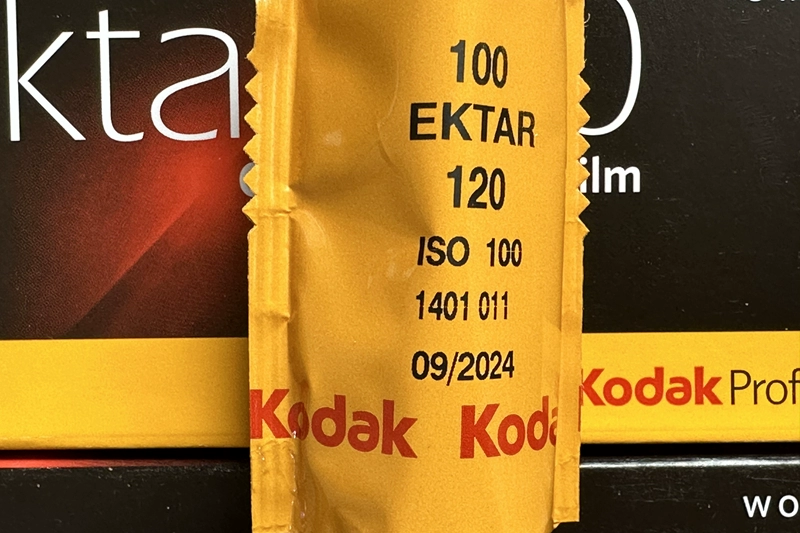 kta
100
EKTAR
120
ilm
ISO 100
1401 011
09/2024
Kodak Prof
Kodak Koda
wo